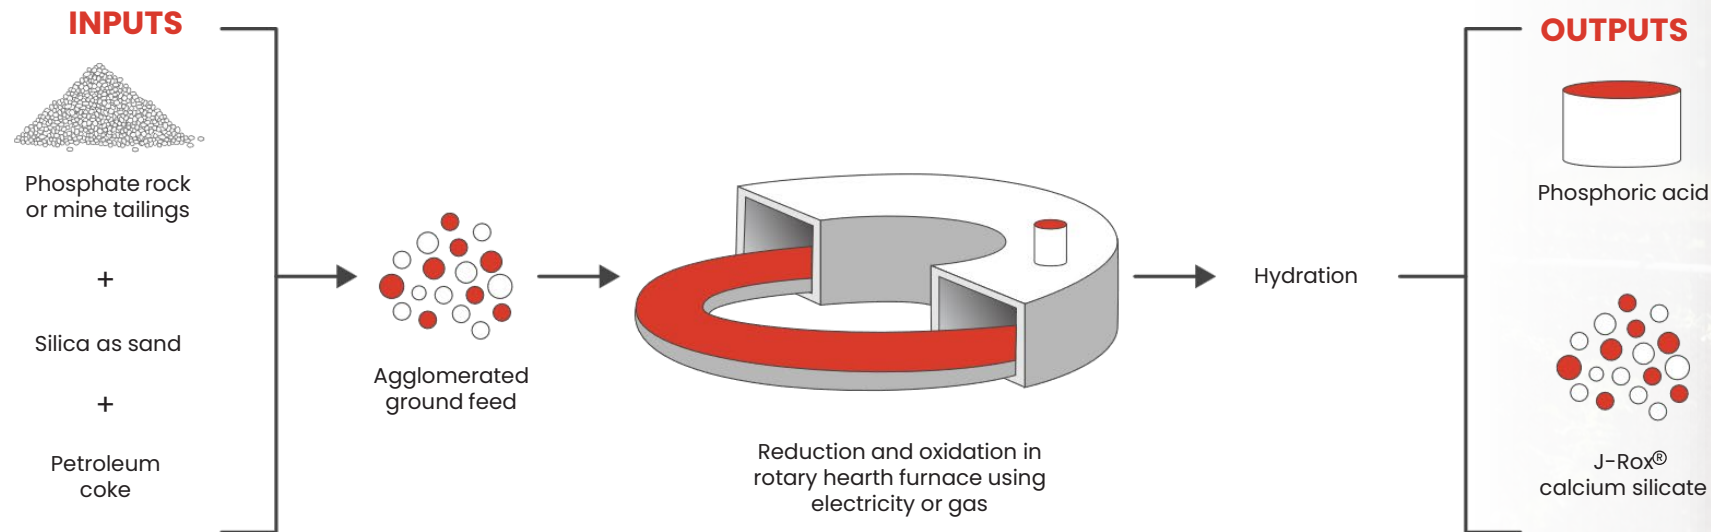 INPUTS
Phosphate rock
or mine tailings
+
Silica as sand
+
Petroleum
coke
Agglomerated
ground feed
Reduction and oxidation in
rotary hearth furnace using
electricity or gas
Hydration
OUTPUTS
Phosphoric acid
J-Rox®
calcium silicate